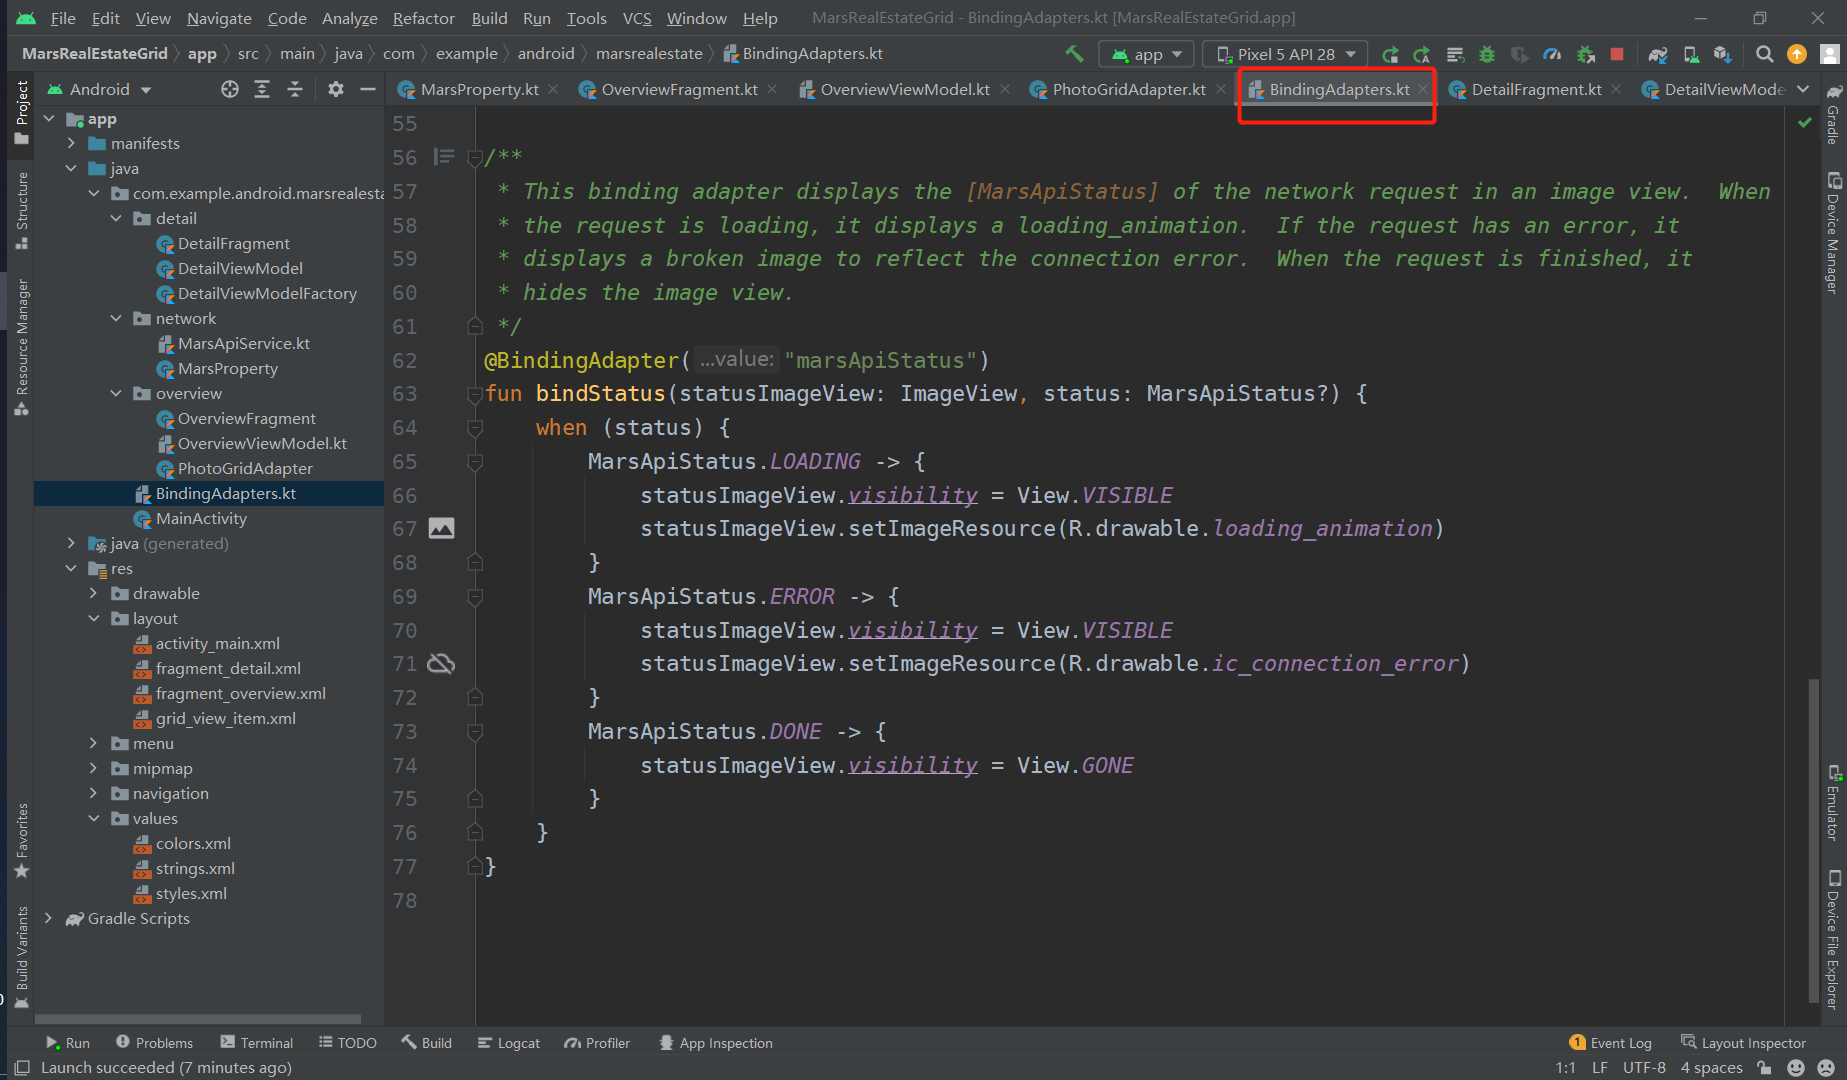 File Edit View Navigate Code Analyze Refactor Build Run Tools VCS Window Help MarsRealEstateGrid - BindingAdapters.kt [MarsRealEstateGrid.app]
MarsRealEstateGrid app src main java com example android marsrealestate BindingAdapters.kt app Pixel 5 API 28
Android MarsProperty.kt OverviewFragment.kt OverviewViewModel.kt PhotoGridAdapter.kt BindingAdapters.kt DetailFragment.kt DetailViewMode
Project
Structure
Resource Manager
Favorites
Build Variants
app
manifests
java
com.example.android.marsrealesta
detail
DetailFragment
DetailViewModel
DetailViewModelFactory
network
MarsApiService.kt
MarsProperty
overview
OverviewFragment
OverviewViewModel.kt
PhotoGridAdapter
BindingAdapters.kt
MainActivity
java (generated)
res
drawable
layout
activity_main.xml
fragment_detail.xml
fragment_overview.xml
grid_view_item.xml
menu
mipmap
navigation
values
colors.xml
strings.xml
styles.xml
Gradle Scripts
55
56 /**
57 * This binding adapter displays the [MarsApiStatus] of the network request in an image view.  When
58 * the request is loading, it displays a loading_animation.  If the request has an error, it
59 * displays a broken image to reflect the connection error.  When the request is finished, it
60 * hides the image view.
61 */
62 @BindingAdapter( ...value: "marsApiStatus")
63 fun bindStatus(statusImageView: ImageView, status: MarsApiStatus?) {
64     when (status) {
65         MarsApiStatus.LOADING -> {
66             statusImageView.visibility = View.VISIBLE
67             statusImageView.setImageResource(R.drawable.loading_animation)
68         }
69         MarsApiStatus.ERROR -> {
70             statusImageView.visibility = View.VISIBLE
71             statusImageView.setImageResource(R.drawable.ic_connection_error)
72         }
73         MarsApiStatus.DONE -> {
74             statusImageView.visibility = View.GONE
75         }
76     }
77 }
78
Gradle
Device Manager
Emulator
Device File Explorer
Run Problems Terminal TODO Build Logcat Profiler App Inspection 1 Event Log Layout Inspector
Launch succeeded (7 minutes ago) 1:1 LF UTF-8 4 spaces